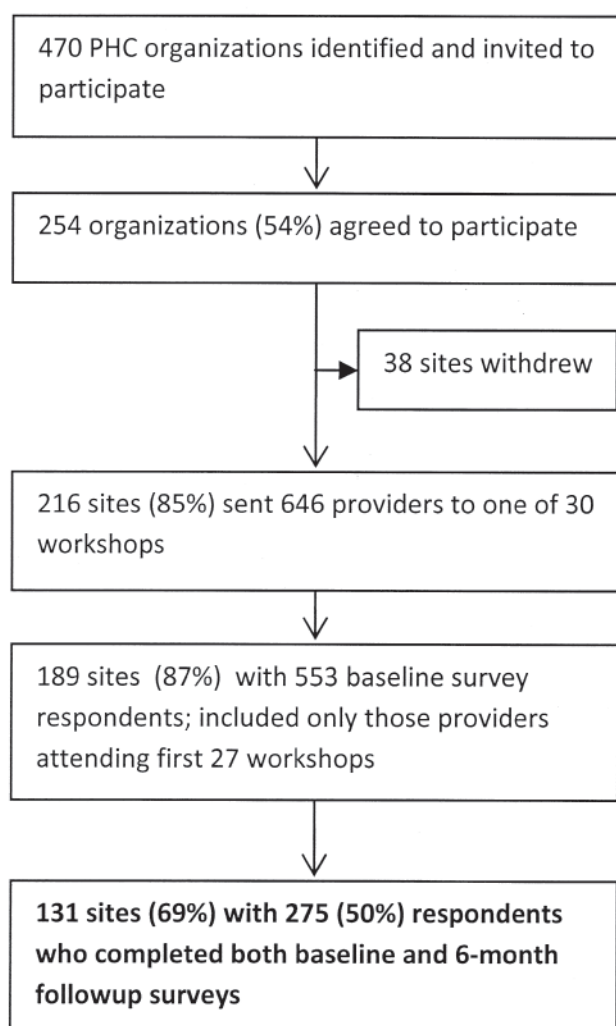 470 PHC organizations identified and invited to
participate
254 organizations (54%) agreed to participate
38 sites withdrew
216 sites (85%) sent 646 providers to one of 30
workshops
189 sites (87%) with 553 baseline survey
respondents; included only those providers
attending first 27 workshops
131 sites (69%) with 275 (50%) respondents
who completed both baseline and 6-month
followup surveys